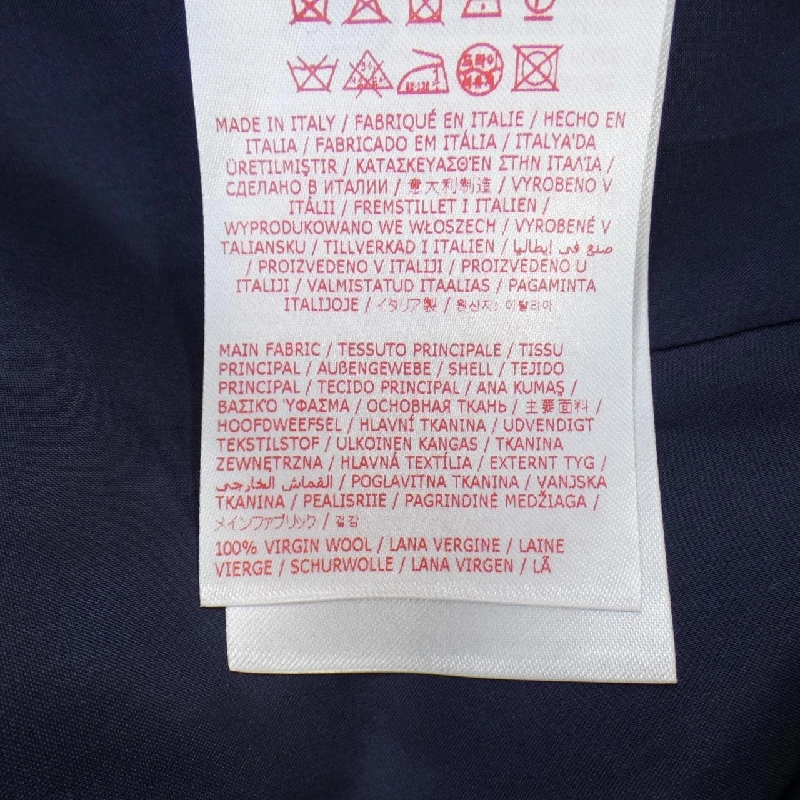 MADE IN ITALY / FABRIQUÉ EN ITALIE / HECHO EN
ITALIA / FABRICADO EM ITÁLIA / ITALYA'DA
ÜRETILMIŞTIR / ΚΑΤΑΣΚΕΥΑΣΘΈΝ ΣΤΗΝ ΙΤΑΛΊΑ /
СДЕЛАНО В ИТАЛИИ / 意大利制造 / VYROBENO V
ITÁLII / FREMSTILLET I ITALIEN /
WYPRODUKOWANO WE WŁOSZECH / VYROBENÉ V
TALIANSKU / TILLVERKAD I ITALIEN / صنع في إيطاليا
/ PROIZVEDENO V ITALIJI / PROIZVEDENO U
ITALIJI / VALMISTATUD ITAALIAS / PAGAMINTA
ITALIJOJE / イタリア製 / 원산지: 이탈리아
MAIN FABRIC / TESSUTO PRINCIPALE / TISSU
PRINCIPAL / AUßENGEWEBE / SHELL / TEJIDO
PRINCIPAL / TECIDO PRINCIPAL / ANA KUMAŞ /
ΒΑΣΙΚΌ ΎΦΑΣΜΑ / ОСНОВНАЯ ТКАНЬ / 主要面料 /
HOOFDWEEFSEL / HLAVNÍ TKANINA / UDVENDIGT
TEKSTILSTOF / ULKOINEN KANGAS / TKANINA
ZEWNĘTRZNA / HLAVNÁ TEXTÍLIA / EXTERNT TYG /
القماش الخارجي / POGLAVITNA TKANINA / VANJSKA
TKANINA / PEALISRIIE / PAGRINDINĖ MEDŽIAGA /
メインファブリック / 겉감
100% VIRGIN WOOL / LANA VERGINE / LAINE
VIERGE / SCHURWOLLE / LANA VIRGEN / LÃ